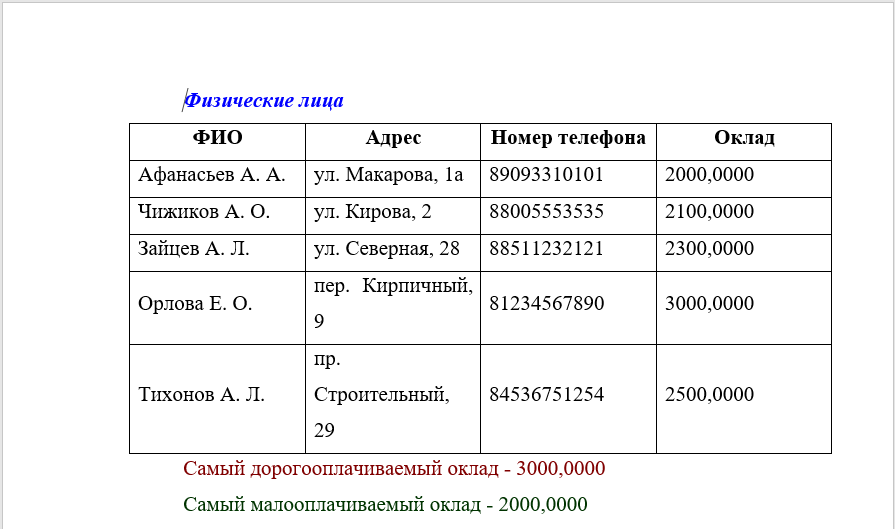 Физические лица
ФИО Адрес Номер телефона Оклад
Афанасьев А. А. ул. Макарова, 1а 89093310101 2000,0000
Чижиков А. О. ул. Кирова, 2 88005553535 2100,0000
Зайцев А. Л. ул. Северная, 28 88511232121 2300,0000
Орлова Е. О. пер. Кирпичный, 81234567890 3000,0000
9
пр.
Тихонов А. Л. Строительный, 84536751254 2500,0000
29
Самый дорогооплачиваемый оклад - 3000,0000
Самый малооплачиваемый оклад - 2000,0000